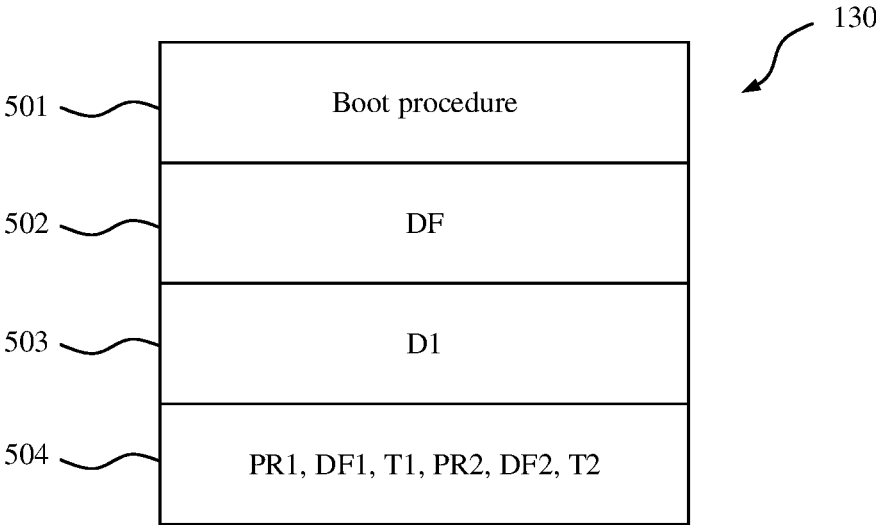 130
501 Boot procedure
502 DF
503 D1
504 PR1, DF1, T1, PR2, DF2, T2